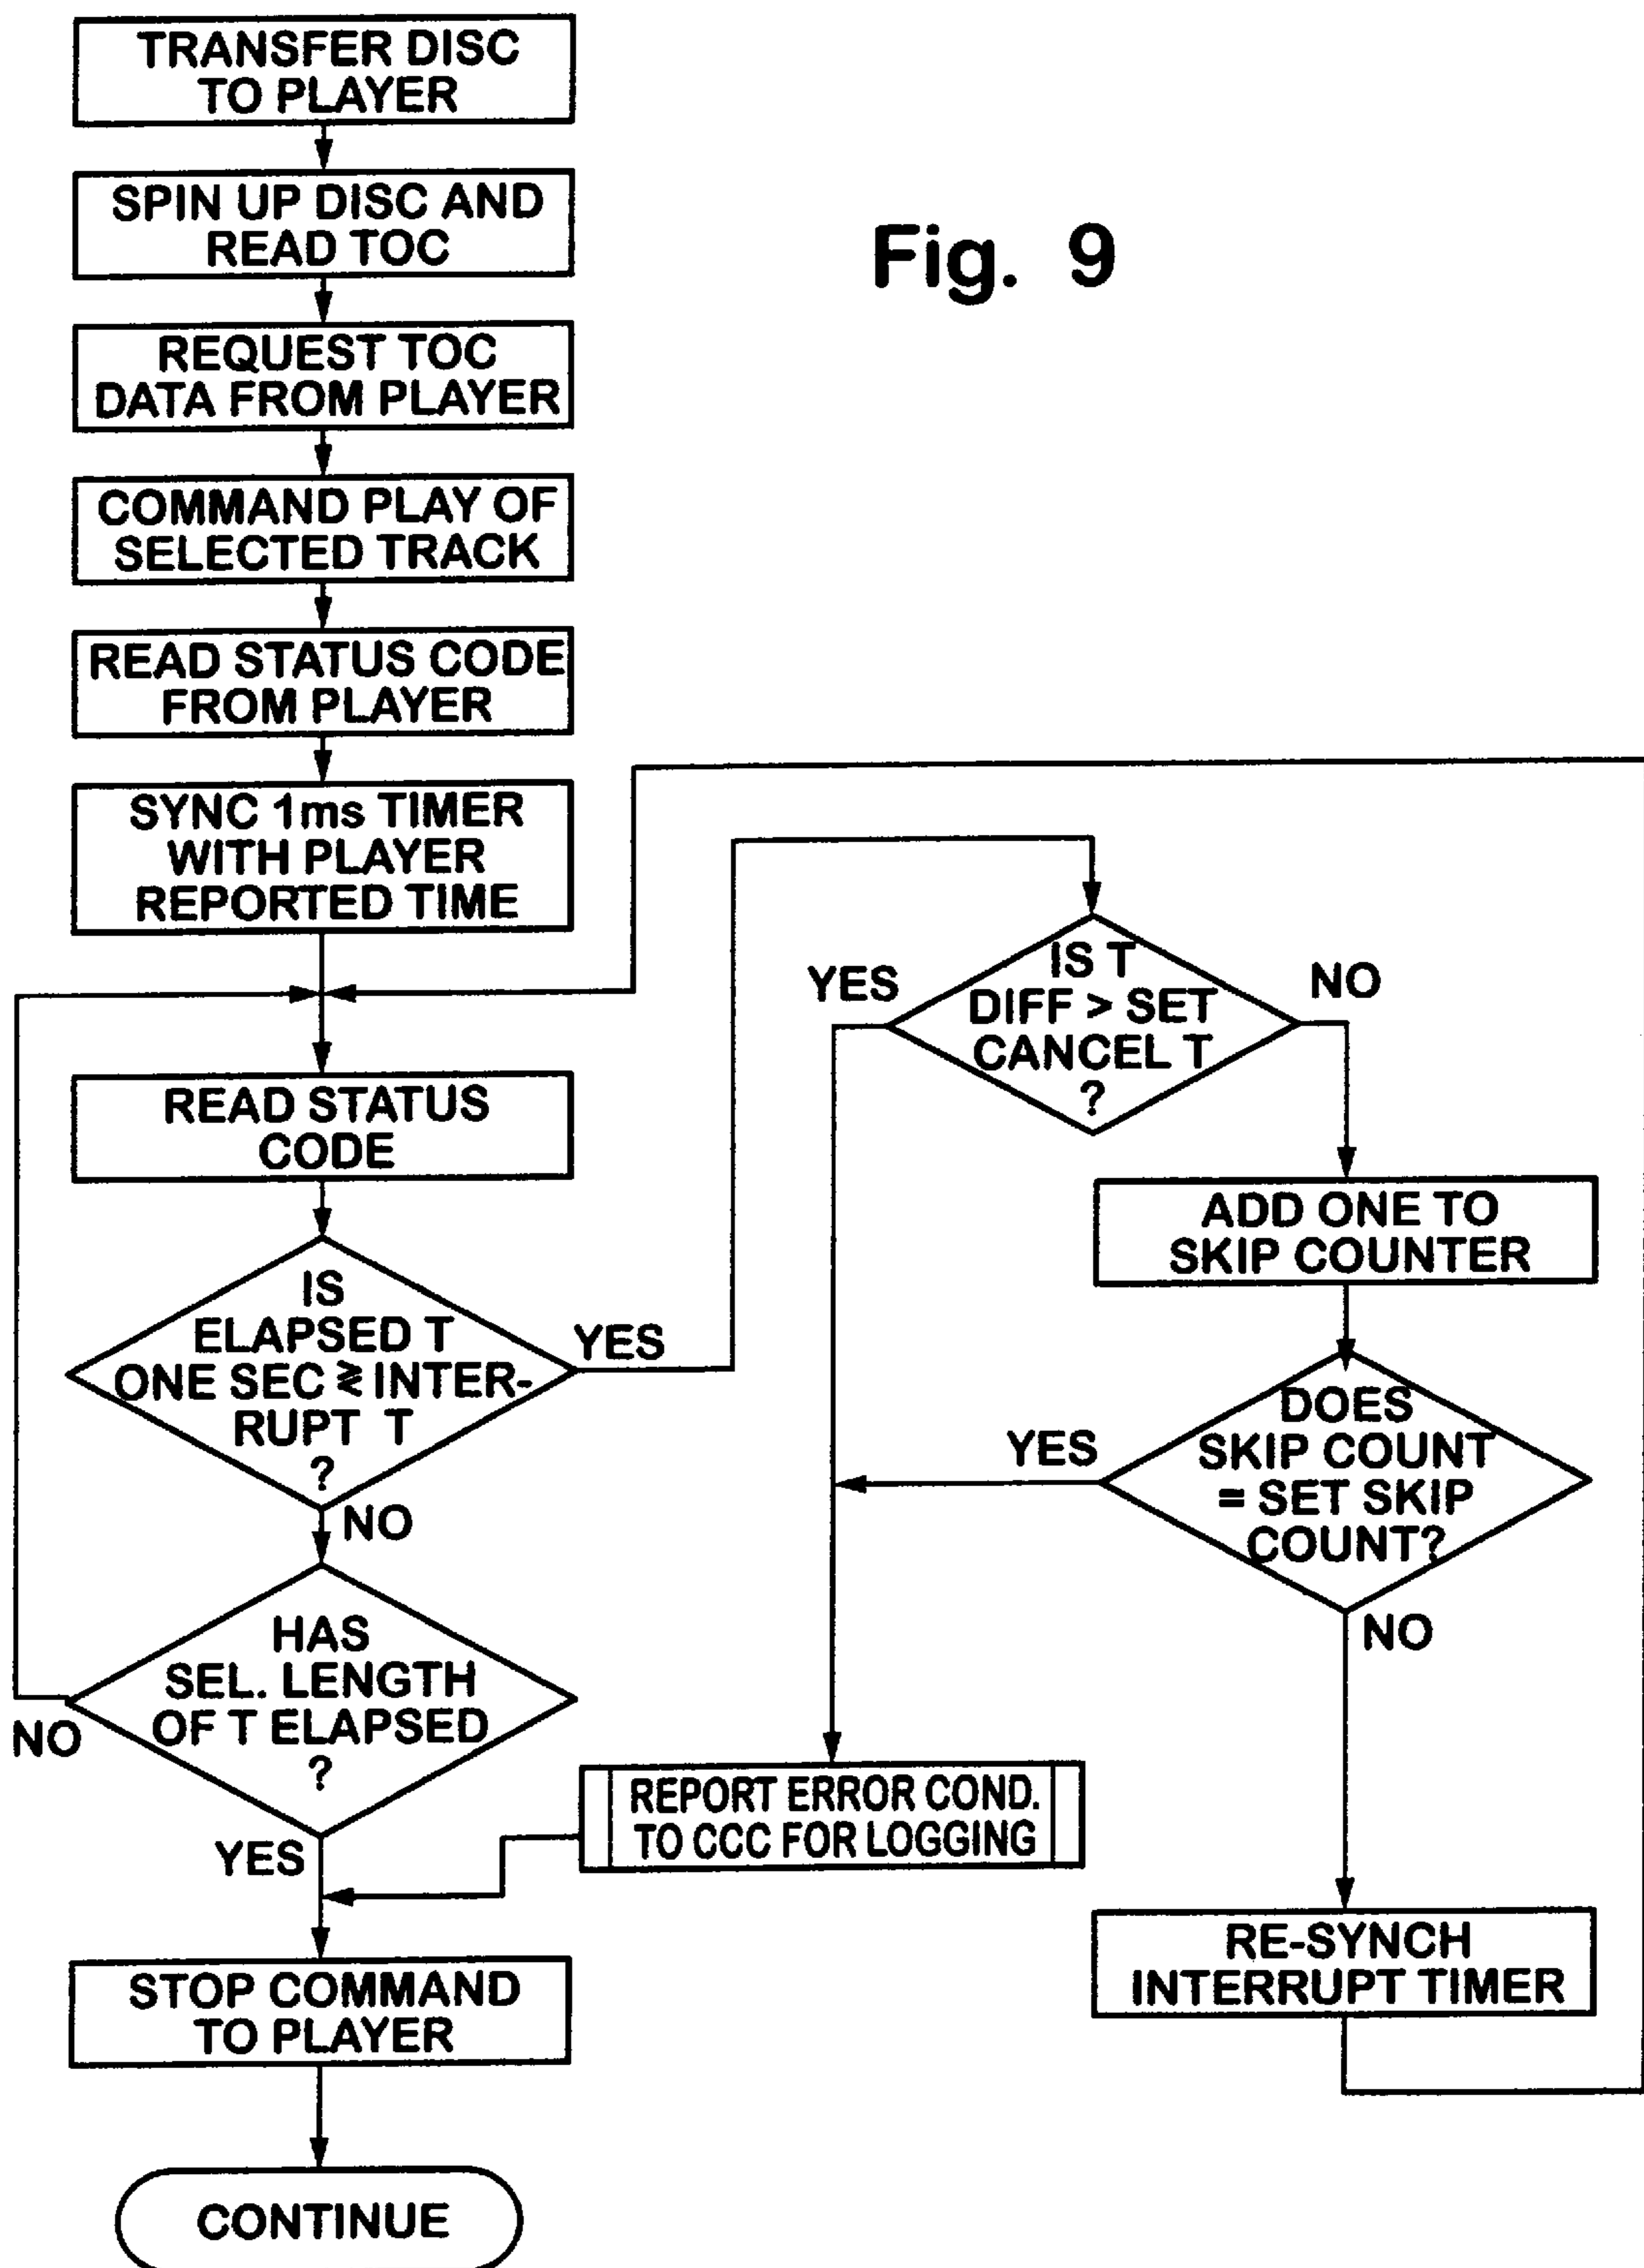 TRANSFER DISC
TO PLAYER
SPIN UP DISC AND
READ TOC
Fig. 9
REQUEST TOC
DATA FROM PLAYER
COMMAND PLAY OF
SELECTED TRACK
READ STATUS CODE
FROM PLAYER
SYNC 1ms TIMER
WITH PLAYER
REPORTED TIME
READ STATUS
CODE
IS
ELAPSED T
ONE SEC ≷ INTER-
RUPT T
?
YES
NO
HAS
SEL. LENGTH
OF T ELAPSED
?
NO
YES
IS T
DIFF > SET
CANCEL T
?
YES
NO
ADD ONE TO
SKIP COUNTER
DOES
SKIP COUNT
= SET SKIP
COUNT?
YES
NO
REPORT ERROR COND.
TO CCC FOR LOGGING
RE-SYNCH
INTERRUPT TIMER
STOP COMMAND
TO PLAYER
CONTINUE